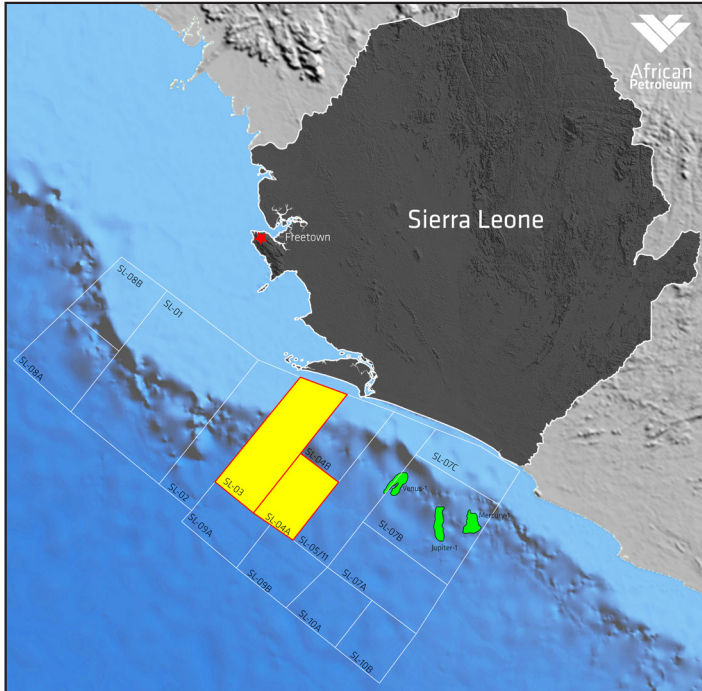 African
Petroleum
Sierra Leone
Freetown
SL-08B
SL-01
SL-08A
SL-04B
SL-07C
Venus-1
SL-03
SL-02
SL-04A
Mercury-1
SL-09A
SL-05/11
SL-07B
Jupiter-1
SL-09B
SL-07A
SL-10A
SL-10B